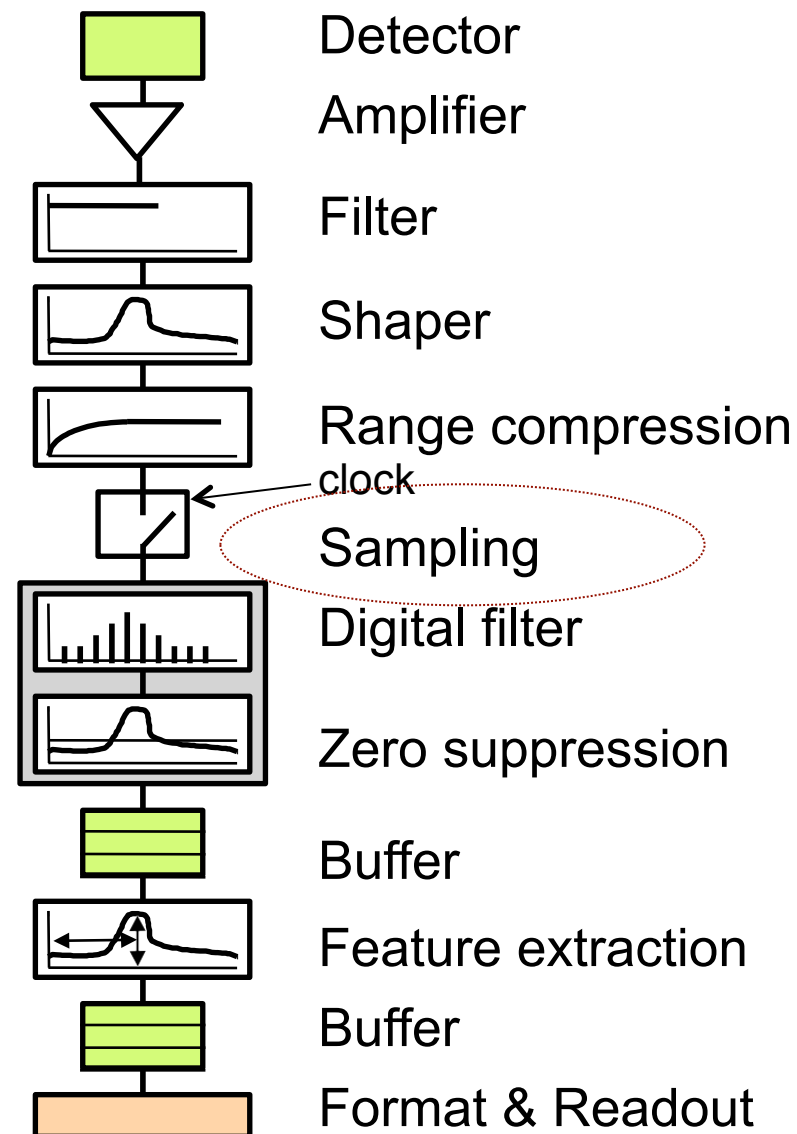 Detector
Amplifier
Filter
Shaper
Range compression
clock
Sampling
Digital filter
Zero suppression
Buffer
Feature extraction
Buffer
Format & Readout